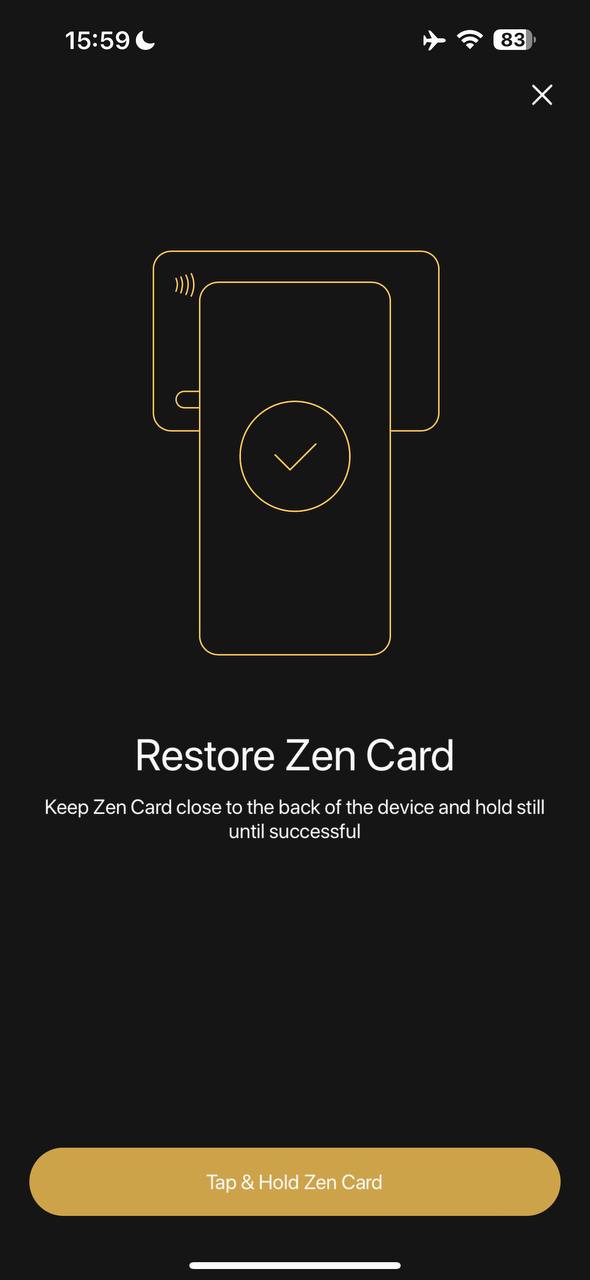 15:59
83
Restore Zen Card
Keep Zen Card close to the back of the device and hold still
until successful
Tap & Hold Zen Card